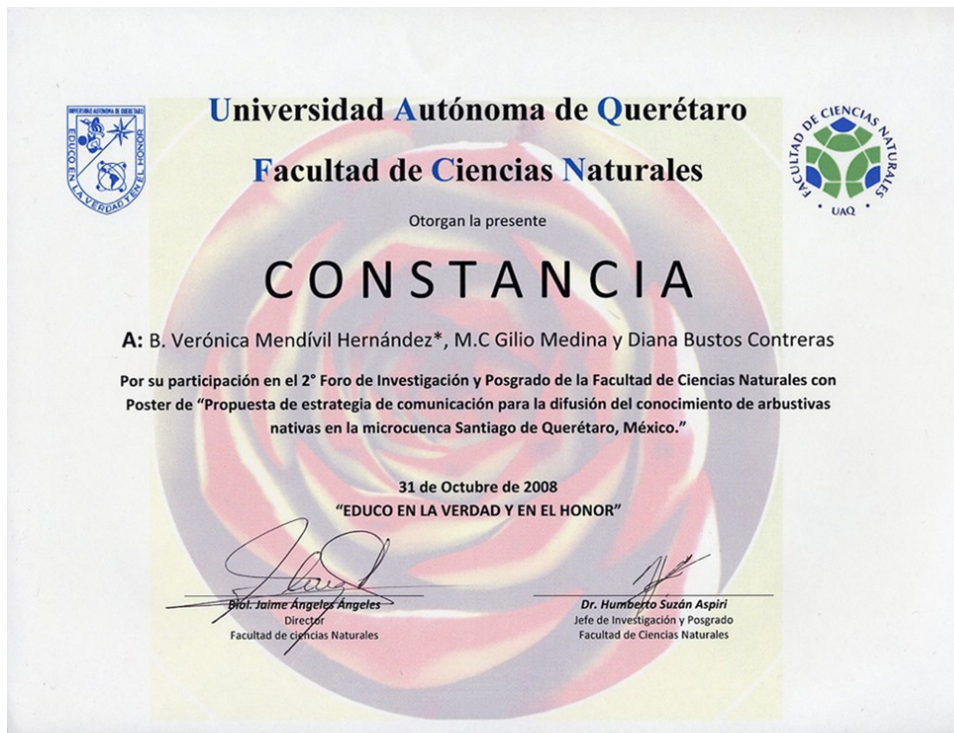 Universidad Autónoma de Querétaro
Facultad de Ciencias Naturales
UNIVERSIDAD AUTONOMA DE QUERETARO
EDUCO EN LA VERDAD Y EN EL HONOR
FACULTAD DE CIENCIAS NATURALES
UAQ
Otorgan la presente
CONSTANCIA
A: B. Verónica Mendívil Hernández*, M.C Gilio Medina y Diana Bustos Contreras
Por su participación en el 2° Foro de Investigación y Posgrado de la Facultad de Ciencias Naturales con
Poster de “Propuesta de estrategia de comunicación para la difusión del conocimiento de arbustivas
nativas en la microcuenca Santiago de Querétaro, México.”
31 de Octubre de 2008
“EDUCO EN LA VERDAD Y EN EL HONOR”
Biol. Jaime Ángeles Ángeles
Director
Facultad de ciencias Naturales
Dr. Humberto Suzán Aspiri
Jefe de Investigación y Posgrado
Facultad de Ciencias Naturales